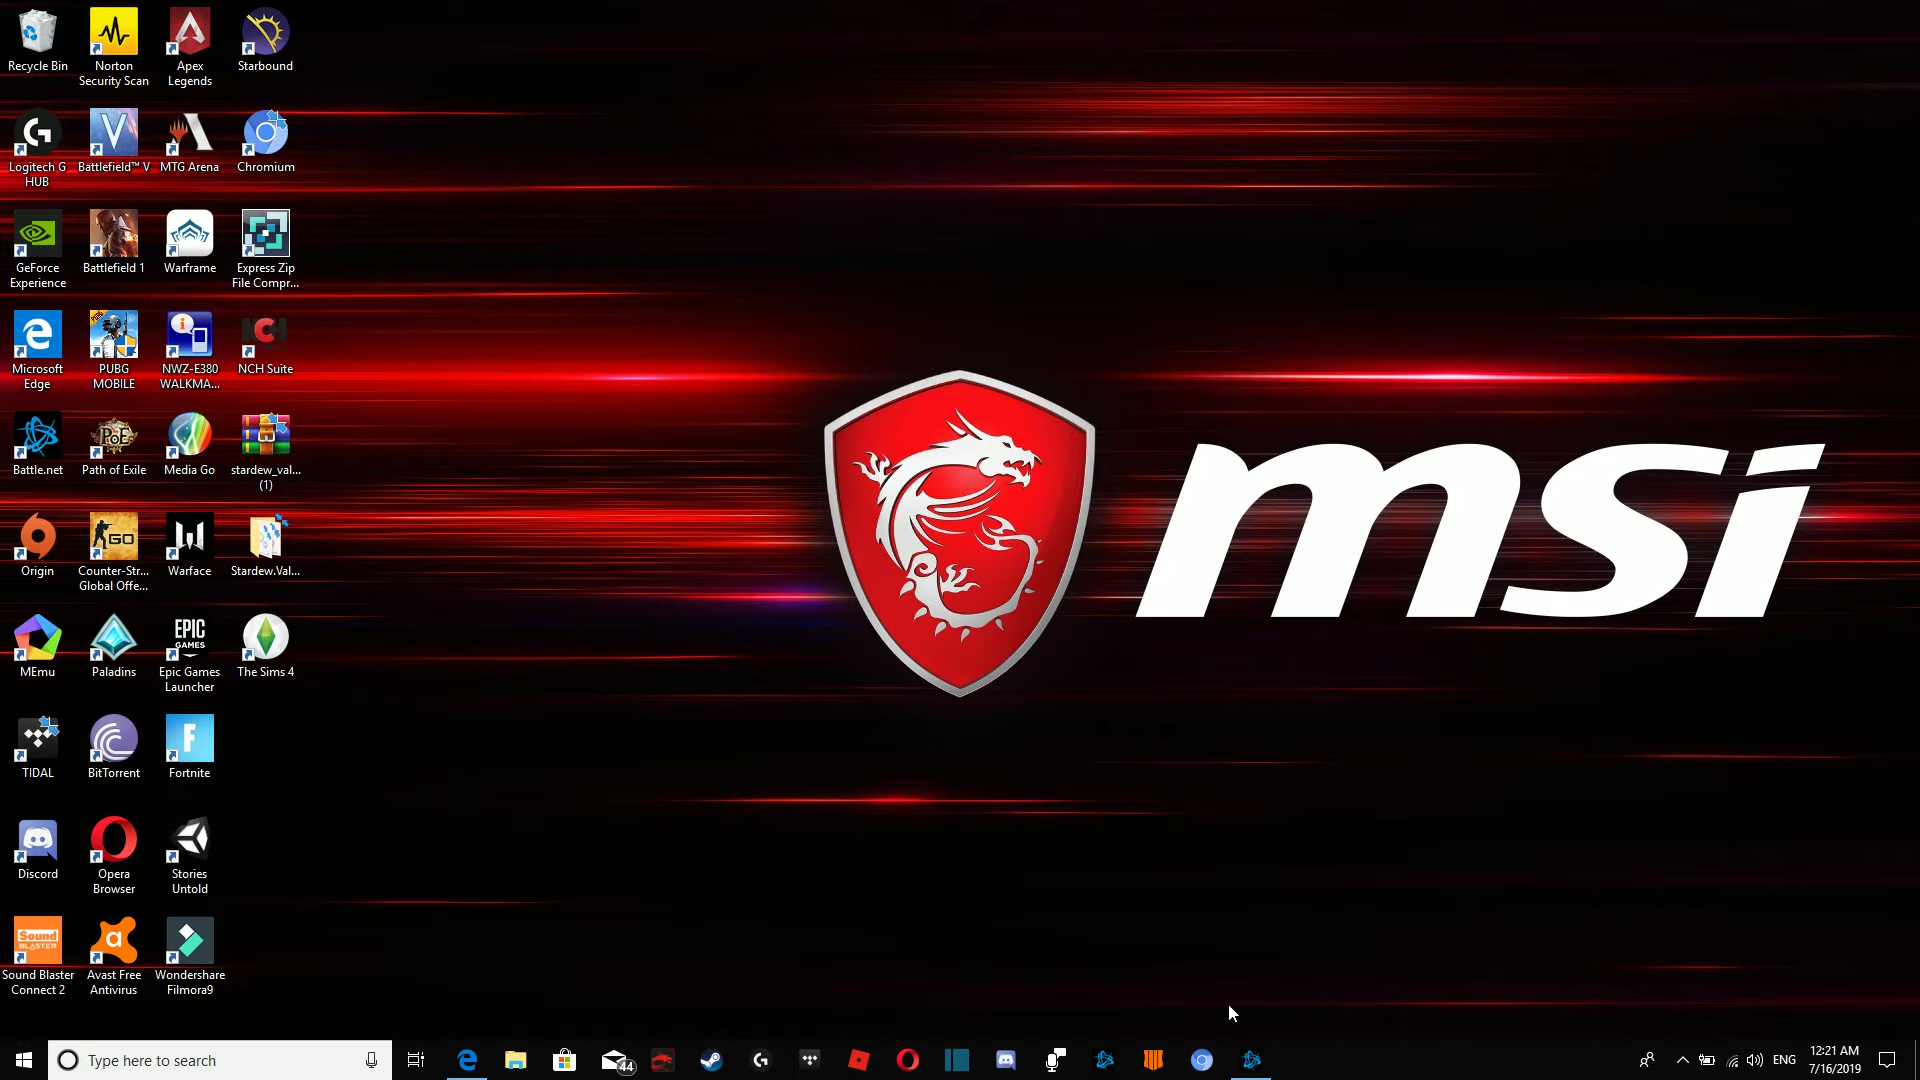 Recycle Bin
Norton
Security Scan
Apex
Legends
Starbound
Logitech G
HUB
V
Battlefield™ V
MTG Arena
Chromium
GeForce
Experience
Battlefield 1
Warframe
Express Zip
File Compr...
Microsoft
Edge
PUBG
MOBILE
NWZ-E380
WALKMA...
NCH
NCH Suite
Battle.net
PoE
Path of Exile
Media Go
stardew_val...
(1)
Origin
GO
Counter-Str...
Global Offe...
Warface
Stardew.Val...
MEmu
Paladins
EPIC
GAMES
Epic Games
Launcher
The Sims 4
TIDAL
BitTorrent
F
Fortnite
Discord
Opera
Browser
Stories
Untold
Sound
BLASTER
Sound Blaster
Connect 2
a
Avast Free
Antivirus
Wondershare
Filmora9
msi
Type here to search
44
ENG
12:21 AM
7/16/2019